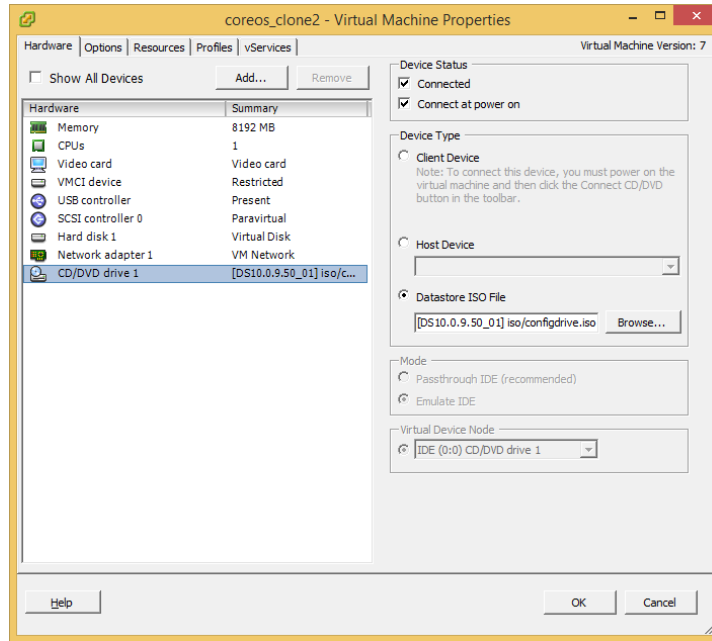 coreos_clone2 - Virtual Machine Properties
Hardware Options Resources Profiles vServices Virtual Machine Version: 7
Show All Devices Add... Remove
Hardware Summary
Memory 8192 MB
CPUs 1
Video card Video card
VMCI device Restricted
USB controller Present
SCSI controller 0 Paravirtual
Hard disk 1 Virtual Disk
Network adapter 1 VM Network
CD/DVD drive 1 [DS10.0.9.50_01] iso/c...
Device Status
Connected
Connect at power on
Device Type
Client Device
Note: To connect this device, you must power on the
virtual machine and then click the Connect CD/DVD
button in the toolbar.
Host Device
Datastore ISO File
[DS10.0.9.50_01] iso/configdrive.iso Browse...
Mode
Passthrough IDE (recommended)
Emulate IDE
Virtual Device Node
IDE (0:0) CD/DVD drive 1
Help OK Cancel